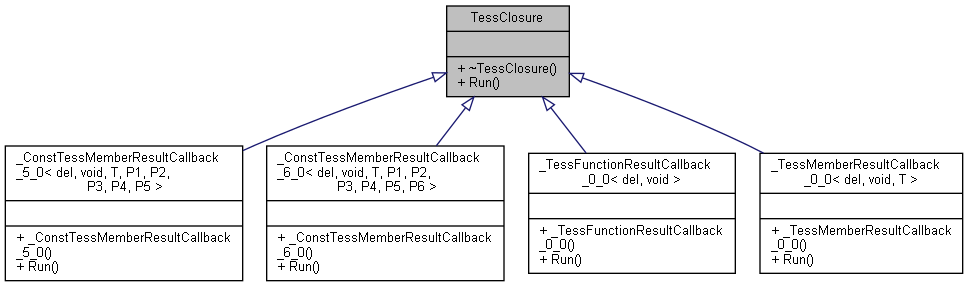 TessClosure
+ ~TessClosure()
+ Run()
_ConstTessMemberResultCallback
_5_0< del, void, T, P1, P2,
P3, P4, P5 >
+ _ConstTessMemberResultCallback
_5_0()
+ Run()
_ConstTessMemberResultCallback
_6_0< del, void, T, P1, P2,
P3, P4, P5, P6 >
+ _ConstTessMemberResultCallback
_6_0()
+ Run()
_TessFunctionResultCallback
_0_0< del, void >
+ _TessFunctionResultCallback
_0_0()
+ Run()
_TessMemberResultCallback
_0_0< del, void, T >
+ _TessMemberResultCallback
_0_0()
+ Run()